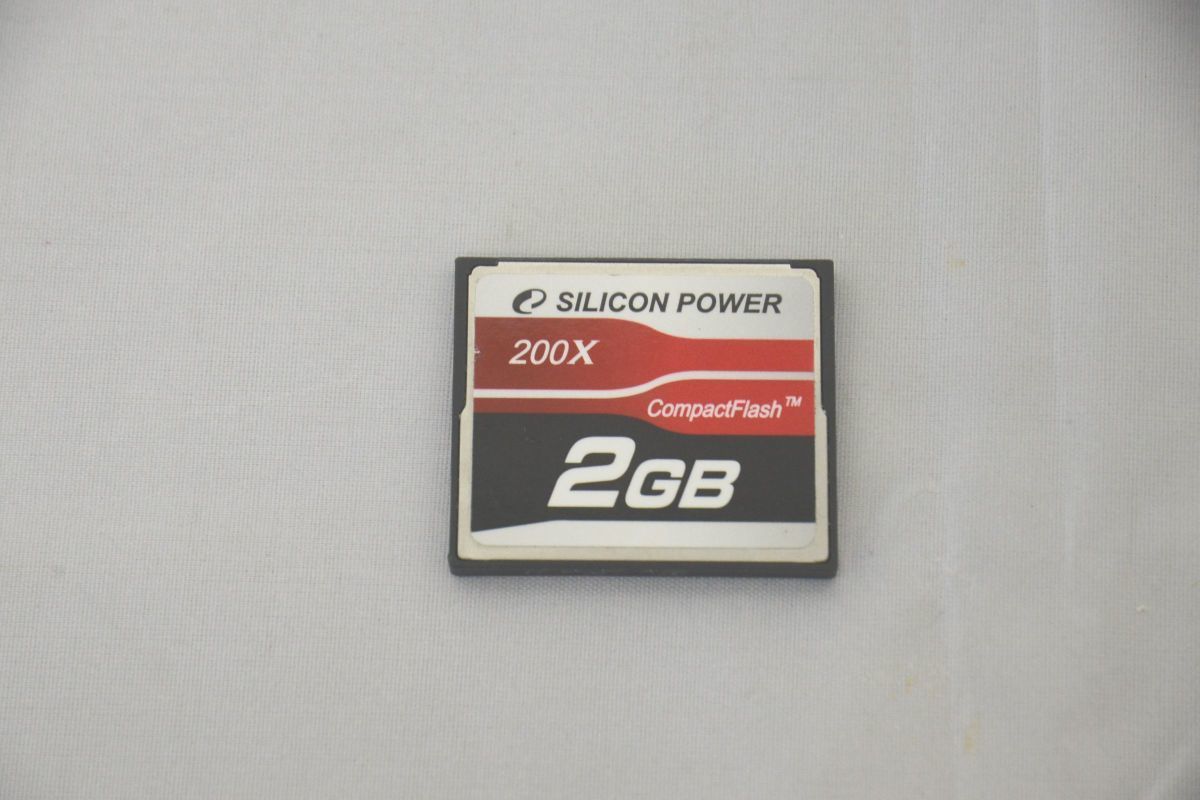 SILICON POWER
200X
CompactFlash™
2GB